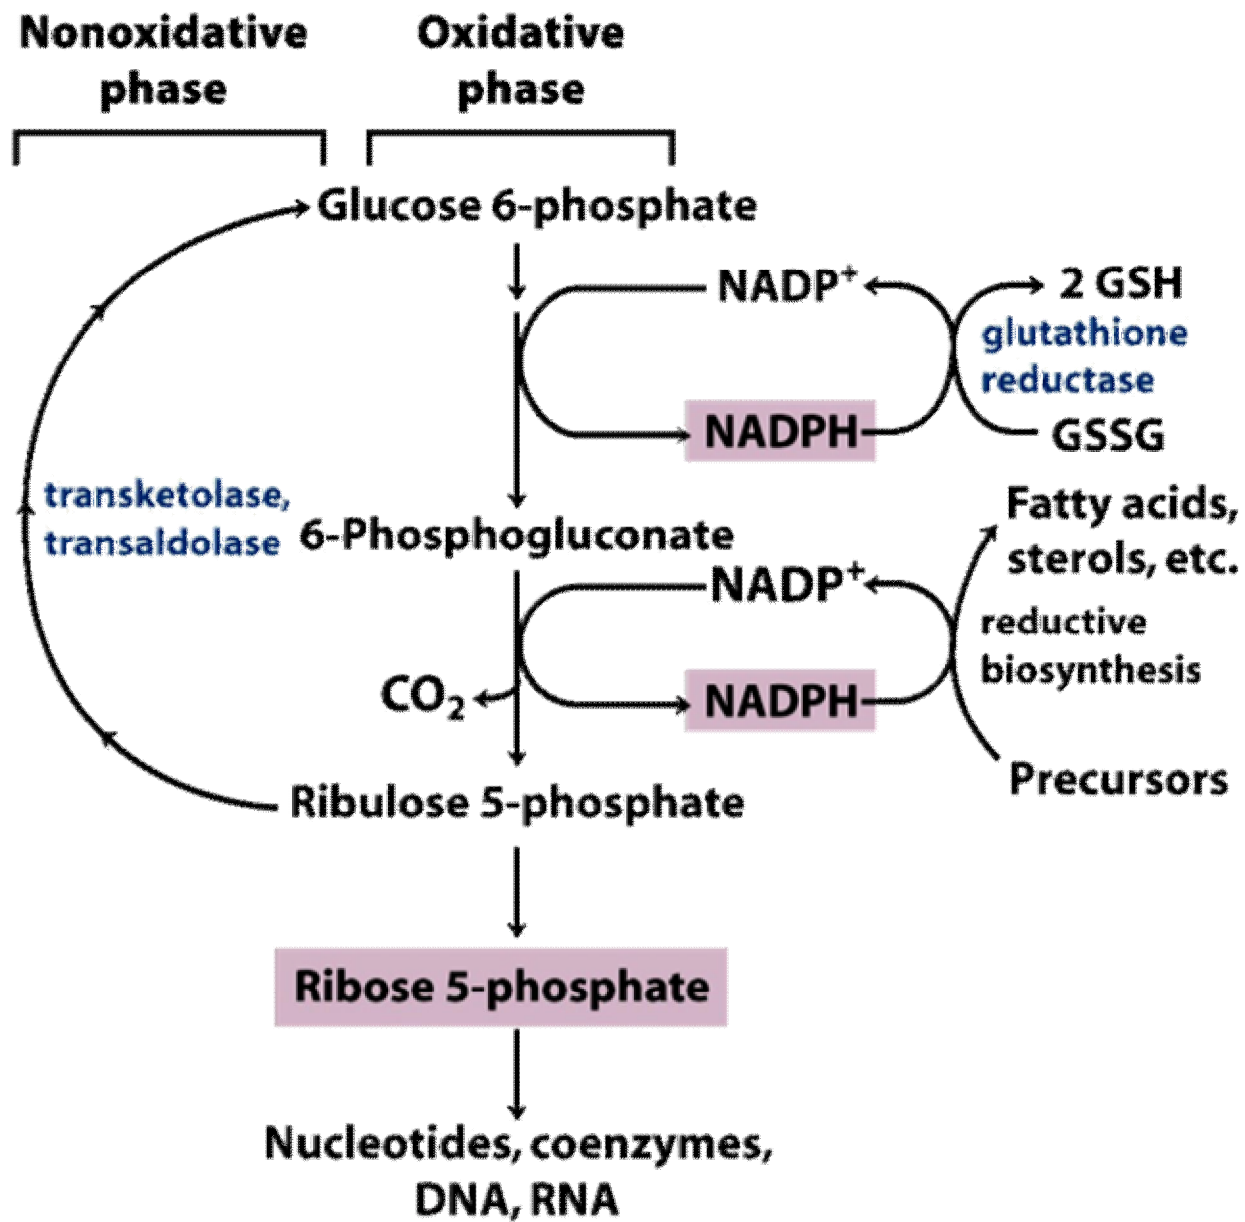 Nonoxidative
phase
Oxidative
phase
Glucose 6-phosphate
NADP⁺
2 GSH
glutathione
reductase
NADPH
GSSG
transketolase,
transaldolase
6-Phosphogluconate
Fatty acids,
sterols, etc.
NADP⁺
reductive
biosynthesis
CO₂
NADPH
Precursors
Ribulose 5-phosphate
Ribose 5-phosphate
Nucleotides, coenzymes,
DNA, RNA